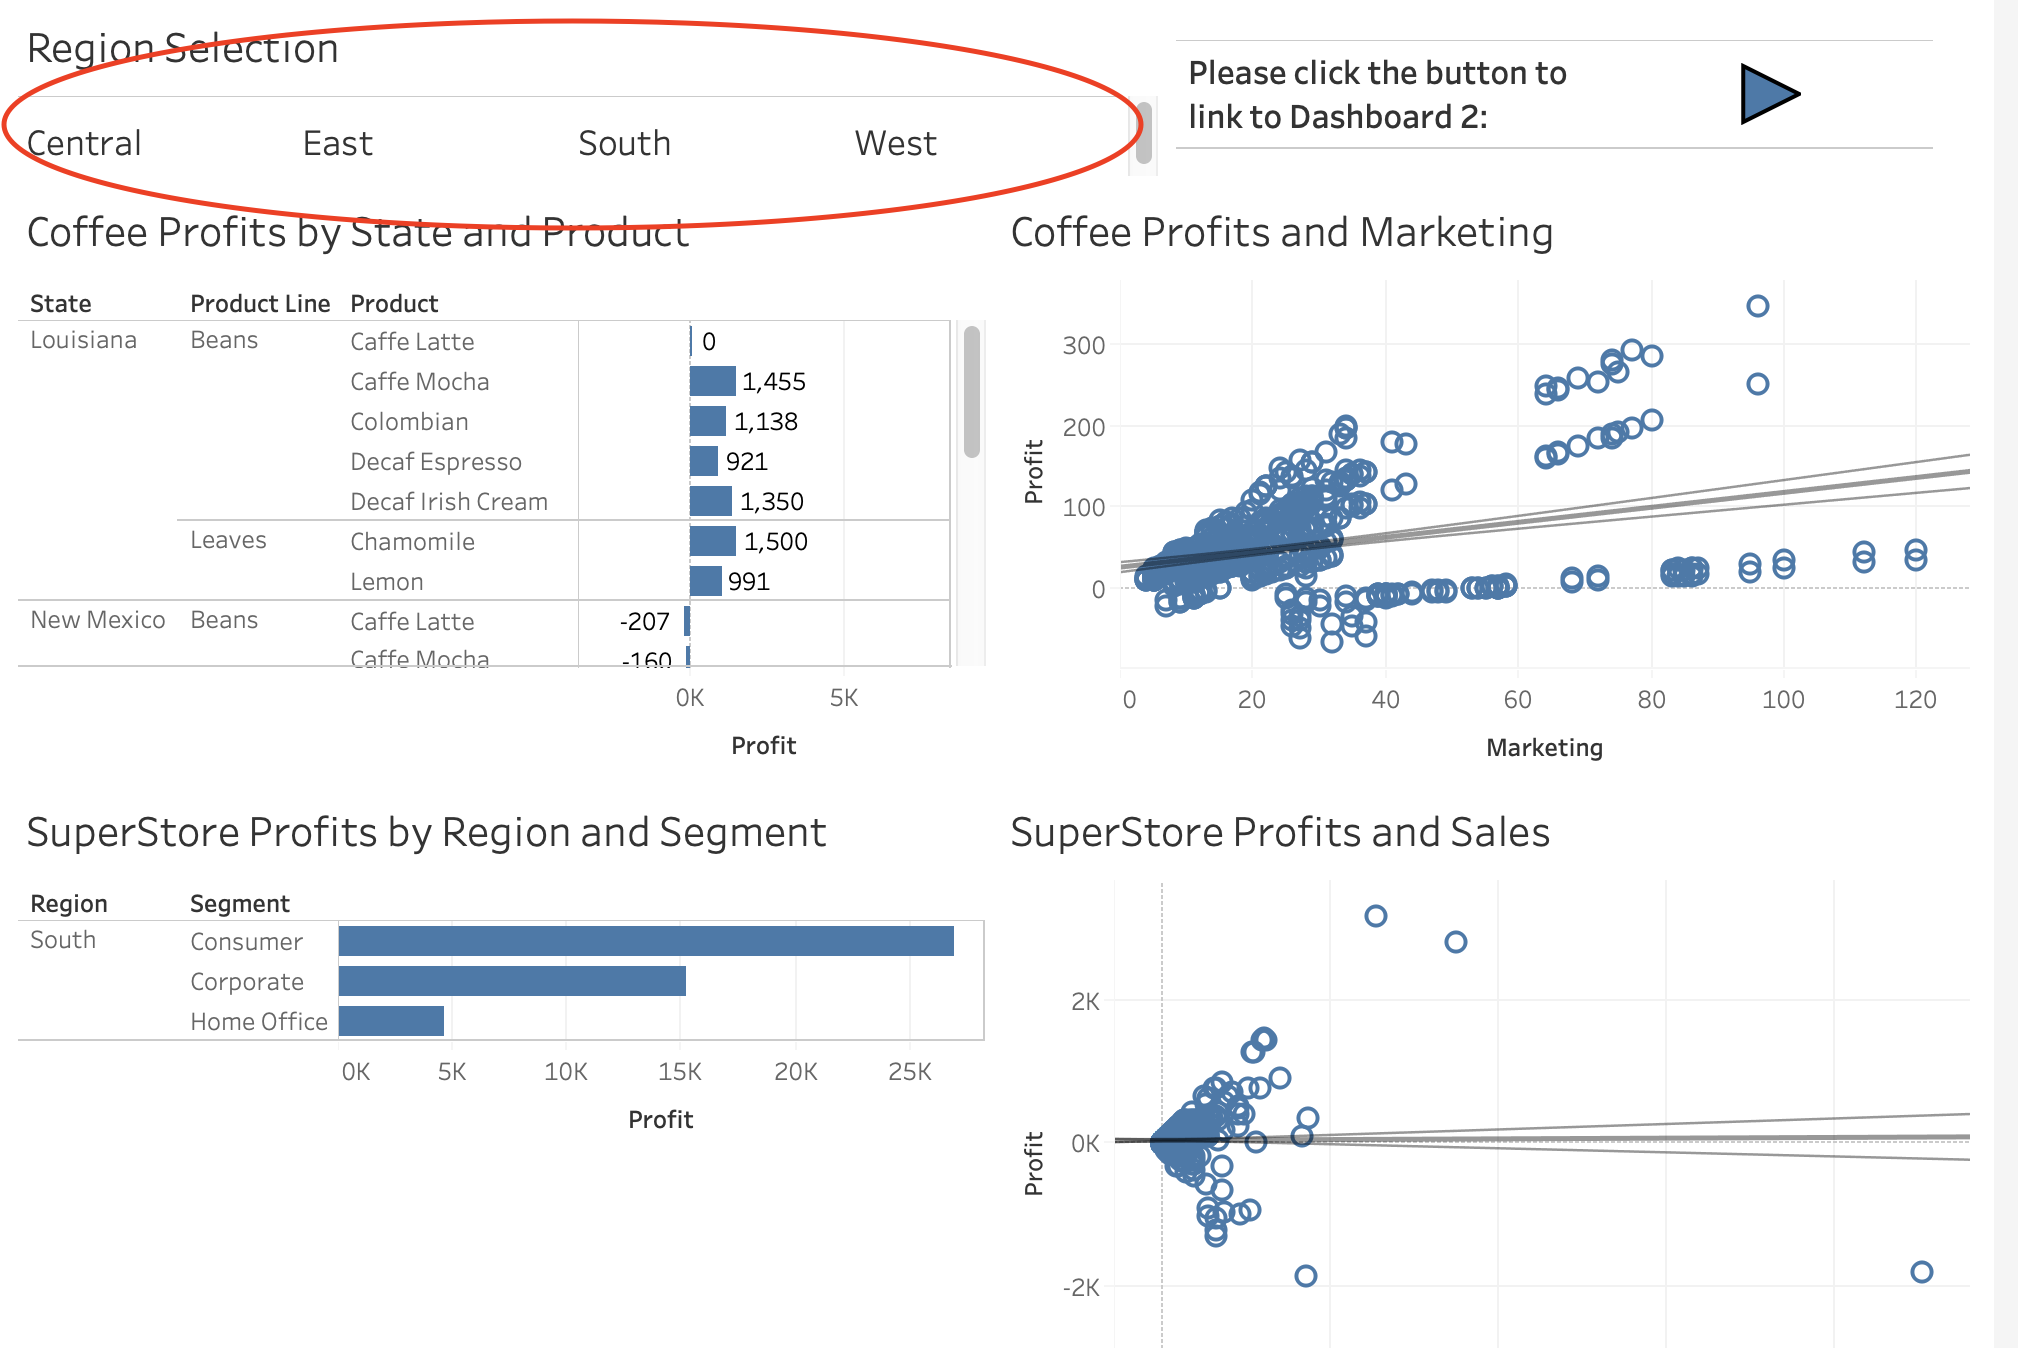 Region Selection
Central East South West
Please click the button to
link to Dashboard 2:
Coffee Profits by State and Product
State Product Line Product
Louisiana Beans Caffe Latte 0
Caffe Mocha 1,455
Colombian 1,138
Decaf Espresso 921
Decaf Irish Cream 1,350
Leaves Chamomile 1,500
Lemon 991
New Mexico Beans Caffe Latte -207
Caffe Mocha -160
0K 5K
Profit
Coffee Profits and Marketing
300
200
100
0
Profit
0 20 40 60 80 100 120
Marketing
SuperStore Profits by Region and Segment
Region Segment
South Consumer
Corporate
Home Office
0K 5K 10K 15K 20K 25K
Profit
SuperStore Profits and Sales
2K
0K
-2K
Profit